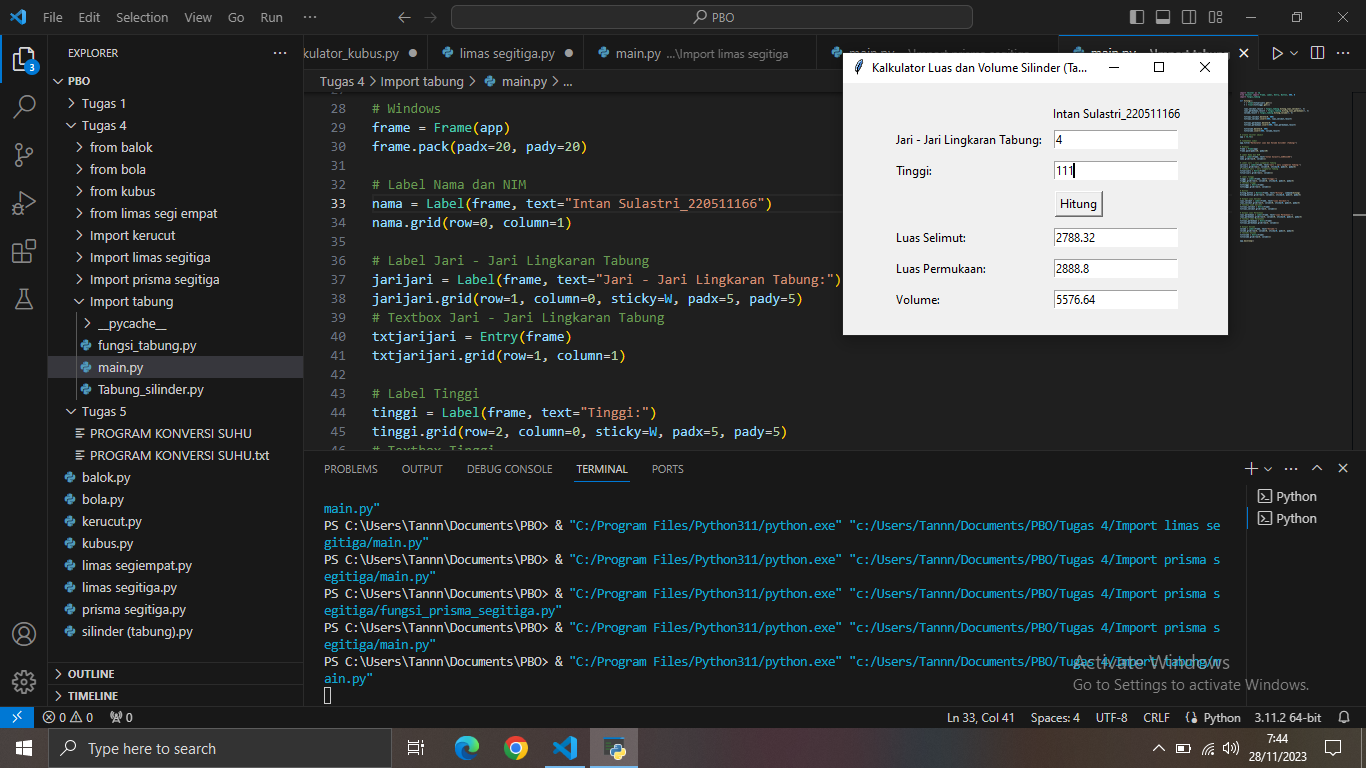 File Edit Selection View Go Run ···
PBO
EXPLORER
PBO
Tugas 1
Tugas 4
from balok
from bola
from kubus
from limas segi empat
Import kerucut
Import limas segitiga
Import prisma segitiga
Import tabung
__pycache__
fungsi_tabung.py
main.py
Tabung_silinder.py
Tugas 5
PROGRAM KONVERSI SUHU
PROGRAM KONVERSI SUHU.txt
balok.py
bola.py
kerucut.py
kubus.py
limas segiempat.py
limas segitiga.py
prisma segitiga.py
silinder (tabung).py
OUTLINE
TIMELINE
3
kulator_kubus.py
limas segitiga.py
main.py ...\Import limas segitiga
Tugas 4 > Import tabung > main.py > ...
28 # Windows
29 frame = Frame(app)
30 frame.pack(padx=20, pady=20)
31
32 # Label Nama dan NIM
33 nama = Label(frame, text="Intan Sulastri_220511166")
34 nama.grid(row=0, column=1)
35
36 # Label Jari - Jari Lingkaran Tabung
37 jarijari = Label(frame, text="Jari - Jari Lingkaran Tabung:")
38 jarijari.grid(row=1, column=0, sticky=W, padx=5, pady=5)
39 # Textbox Jari - Jari Lingkaran Tabung
40 txtjarijari = Entry(frame)
41 txtjarijari.grid(row=1, column=1)
42
43 # Label Tinggi
44 tinggi = Label(frame, text="Tinggi:")
45 tinggi.grid(row=2, column=0, sticky=W, padx=5, pady=5)
Kalkulator Luas dan Volume Silinder (Ta...
Intan Sulastri_220511166
Jari - Jari Lingkaran Tabung: 4
Tinggi: 111
Hitung
Luas Selimut: 2788.32
Luas Permukaan: 2888.8
Volume: 5576.64
PROBLEMS OUTPUT DEBUG CONSOLE TERMINAL PORTS
main.py"
PS C:\Users\Tannn\Documents\PBO> & "C:/Program Files/Python311/python.exe" "c:/Users/Tannn/Documents/PBO/Tugas 4/Import limas se
gitiga/main.py"
PS C:\Users\Tannn\Documents\PBO> & "C:/Program Files/Python311/python.exe" "c:/Users/Tannn/Documents/PBO/Tugas 4/Import prisma s
egitiga/main.py"
PS C:\Users\Tannn\Documents\PBO> & "C:/Program Files/Python311/python.exe" "c:/Users/Tannn/Documents/PBO/Tugas 4/Import prisma s
egitiga/fungsi_prisma_segitiga.py"
PS C:\Users\Tannn\Documents\PBO> & "C:/Program Files/Python311/python.exe" "c:/Users/Tannn/Documents/PBO/Tugas 4/Import prisma s
egitiga/main.py"
PS C:\Users\Tannn\Documents\PBO> & "C:/Program Files/Python311/python.exe" "c:/Users/Tannn/Documents/PBO/Tugas 4/Import tabung/m
ain.py"
Python
Python
Activate Windows
Go to Settings to activate Windows.
0 0 0
Ln 33, Col 41 Spaces: 4 UTF-8 CRLF Python 3.11.2 64-bit
Type here to search
7:44
28/11/2023